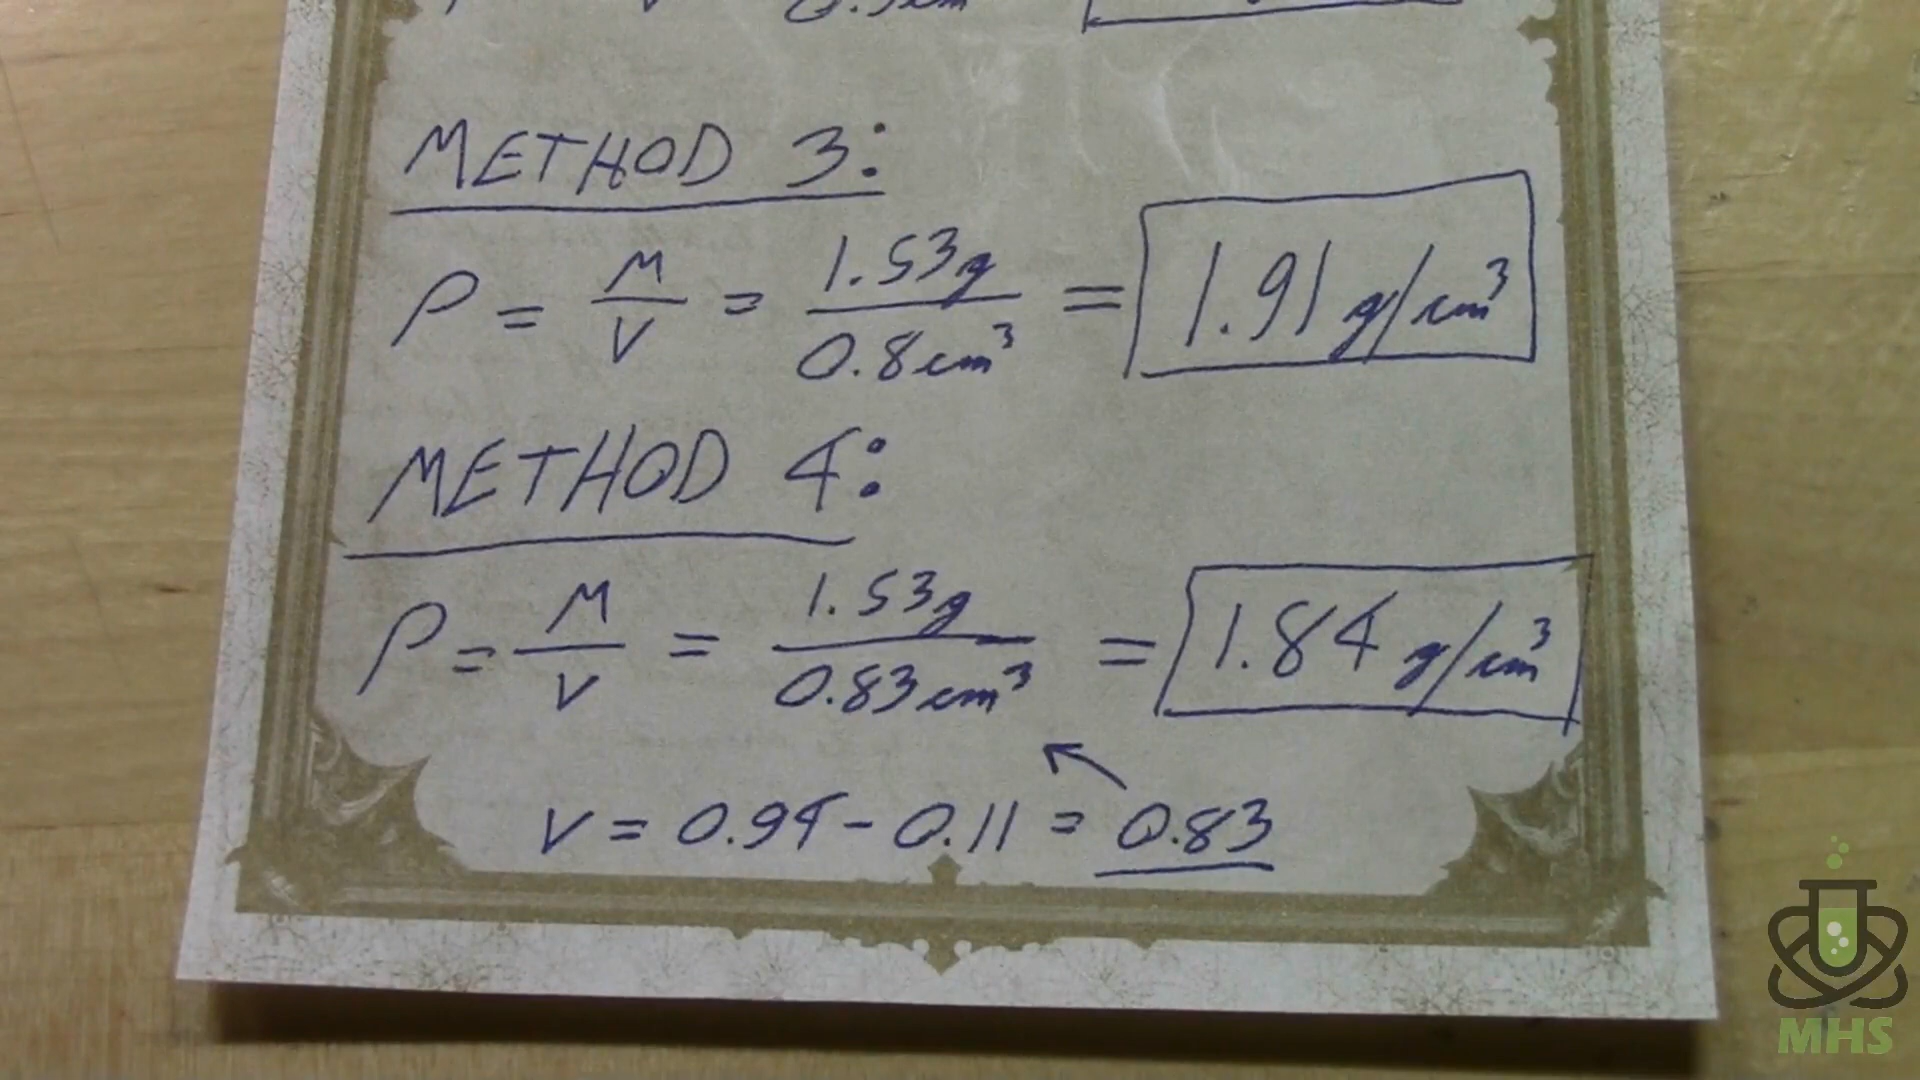 METHOD 3:
ρ = M/V = 1.53g/0.8cm³ = 1.91 g/cm³
METHOD 4:
ρ = M/V = 1.53g/0.83cm³ = 1.84 g/cm³
V = 0.94 - 0.11 = 0.83
MHS